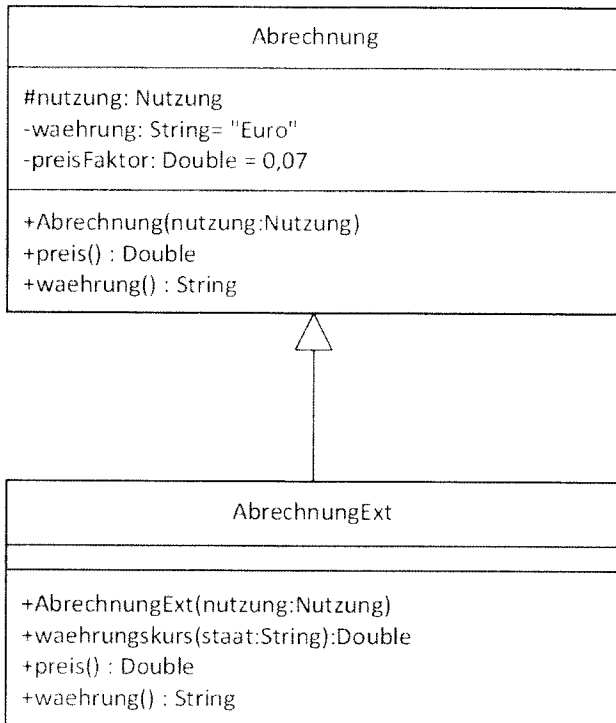 Abrechnung
#nutzung: Nutzung
-waehrung: String= "Euro"
-preisFaktor: Double = 0,07
+Abrechnung(nutzung:Nutzung)
+preis() : Double
+waehrung() : String
AbrechnungExt
+AbrechnungExt(nutzung:Nutzung)
+waehrungskurs(staat:String):Double
+preis() : Double
+waehrung() : String